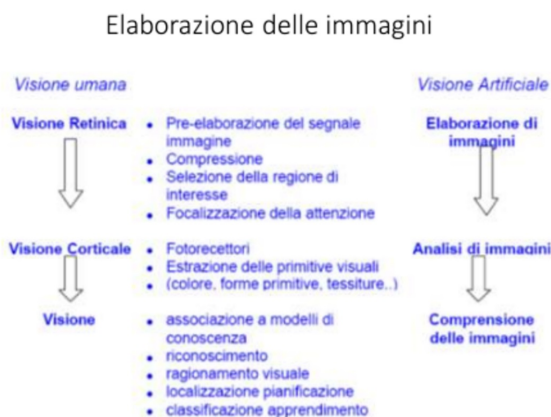 Elaborazione delle immagini
Visione umana
Visione Artificiale
Visione Retinica
• Pre-elaborazione del segnale
immagine
• Compressione
• Selezione della regione di
interesse
• Focalizzazione della attenzione
Elaborazione di
immagini
Visione Corticale
• Fotorecettori
• Estrazione delle primitive visuali
• (colore, forme primitive, tessiture..)
Analisi di immagini
Visione
• associazione a modelli di
conoscenza
• riconoscimento
• ragionamento visuale
• localizzazione pianificazione
• classificazione apprendimento
Comprensione
delle immagini